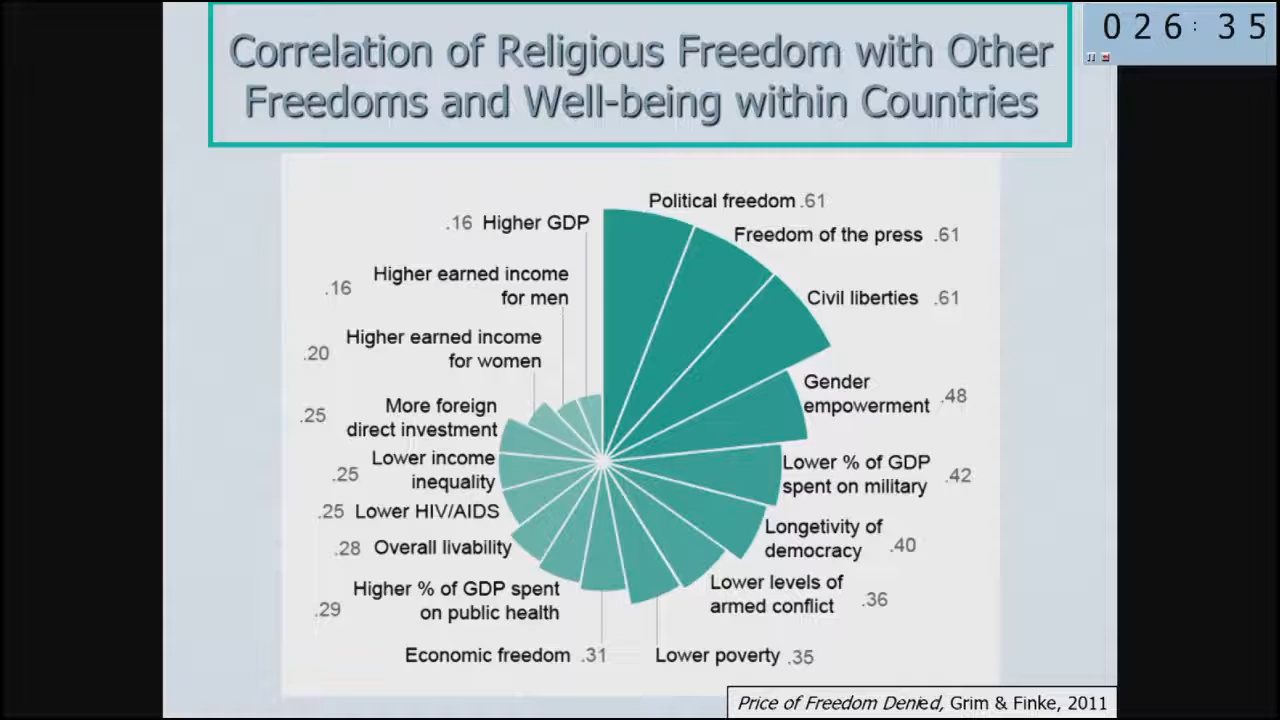 Correlation of Religious Freedom with Other
Freedoms and Well-being within Countries
026:35
Political freedom .61
Freedom of the press .61
Civil liberties .61
Gender
empowerment .48
Lower % of GDP
spent on military .42
Longetivity of
democracy .40
Lower levels of
armed conflict .36
Lower poverty .35
Economic freedom .31
Higher % of GDP spent
on public health
.29
.28 Overall livability
.25 Lower HIV/AIDS
Lower income
inequality
.25
More foreign
direct investment
.25
Higher earned income
for women
.20
Higher earned income
for men
.16
.16 Higher GDP
Price of Freedom Denied, Grim & Finke, 2011